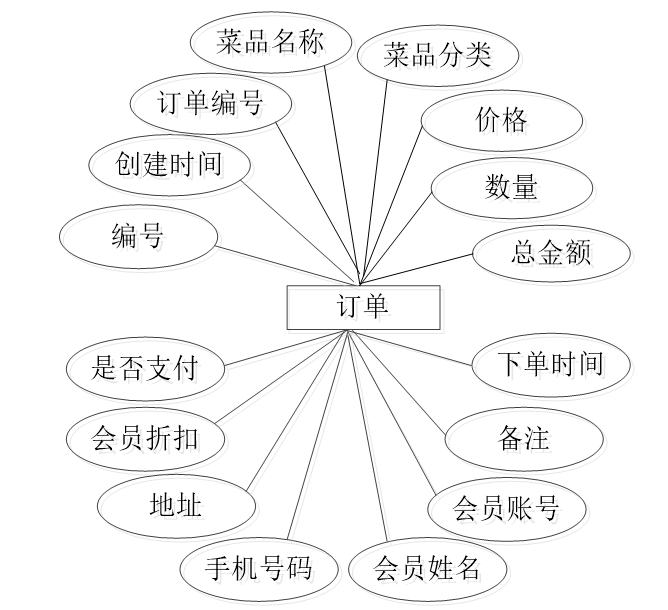 菜品名称
菜品分类
订单编号
价格
创建时间
数量
编号
总金额
订单
是否支付
下单时间
会员折扣
备注
地址
会员账号
手机号码
会员姓名